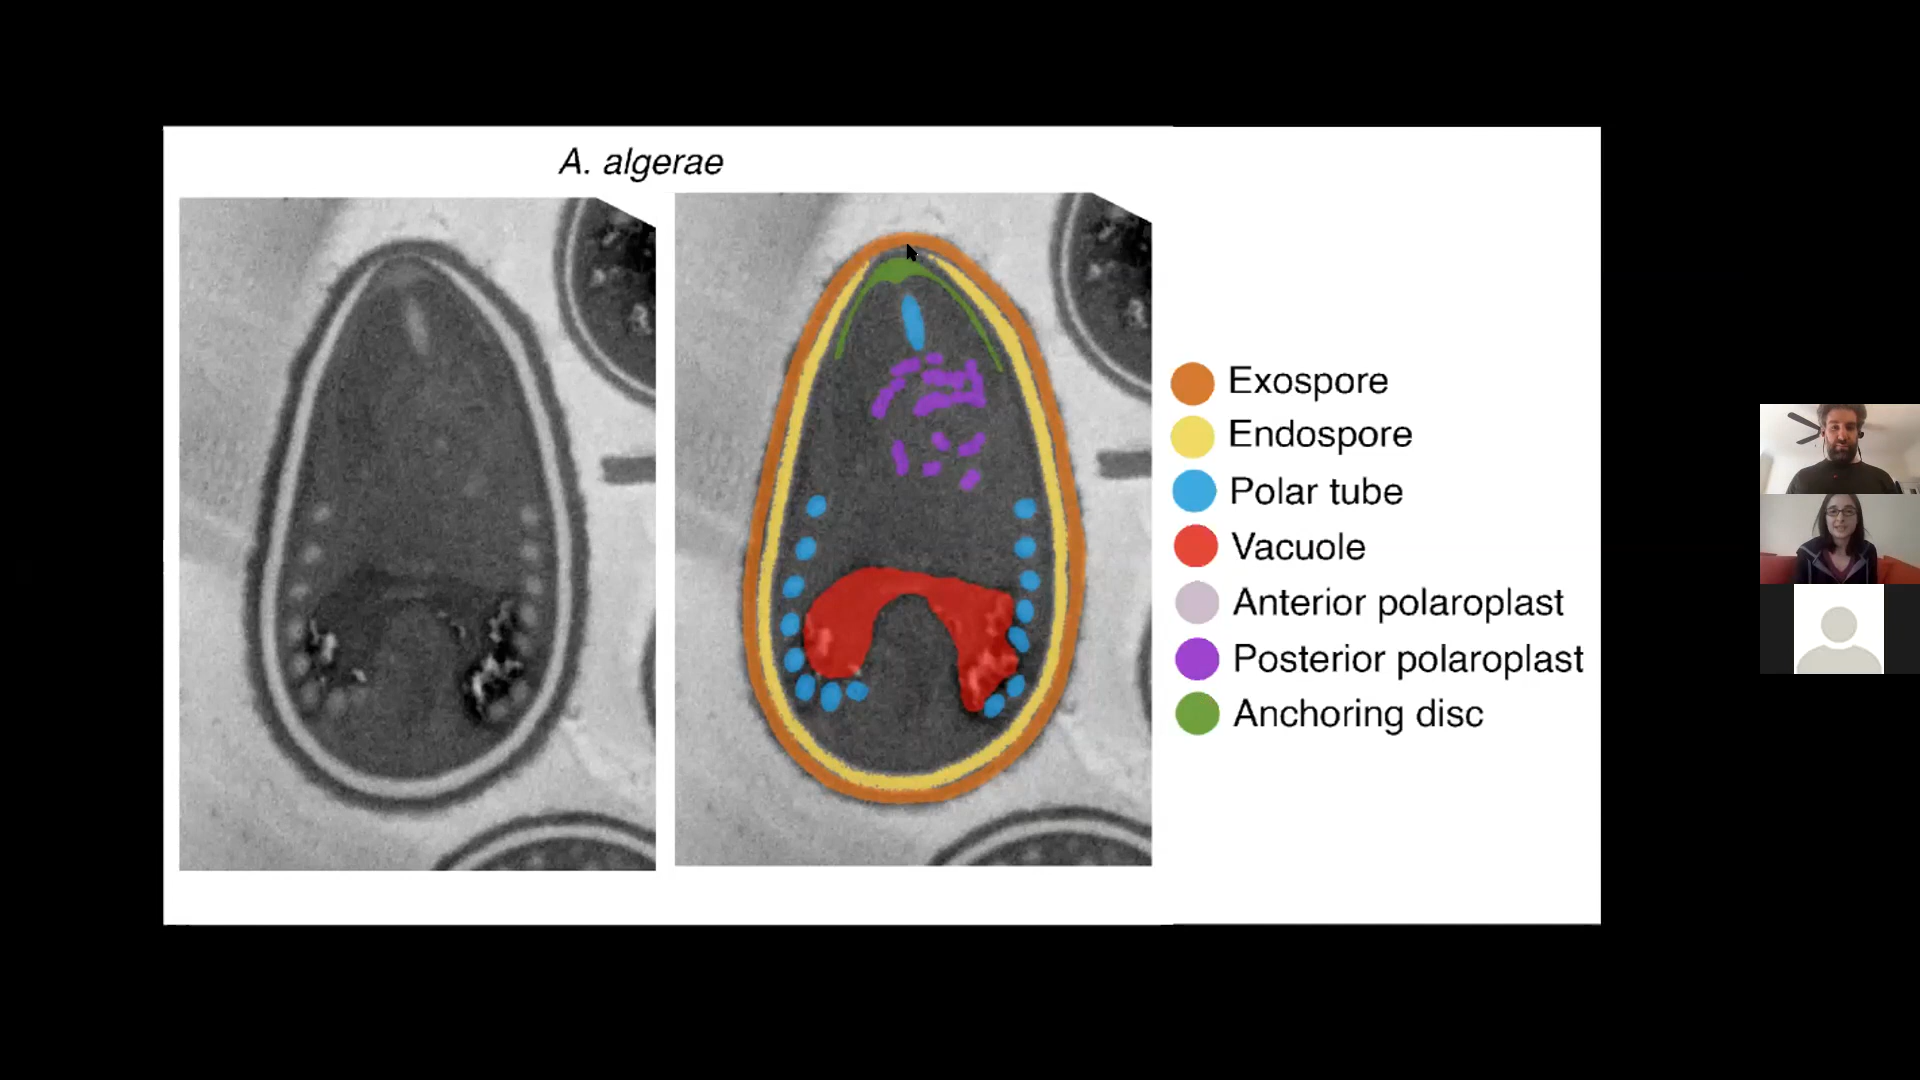 A. algerae
Exospore
Endospore
Polar tube
Vacuole
Anterior polaroplast
Posterior polaroplast
Anchoring disc